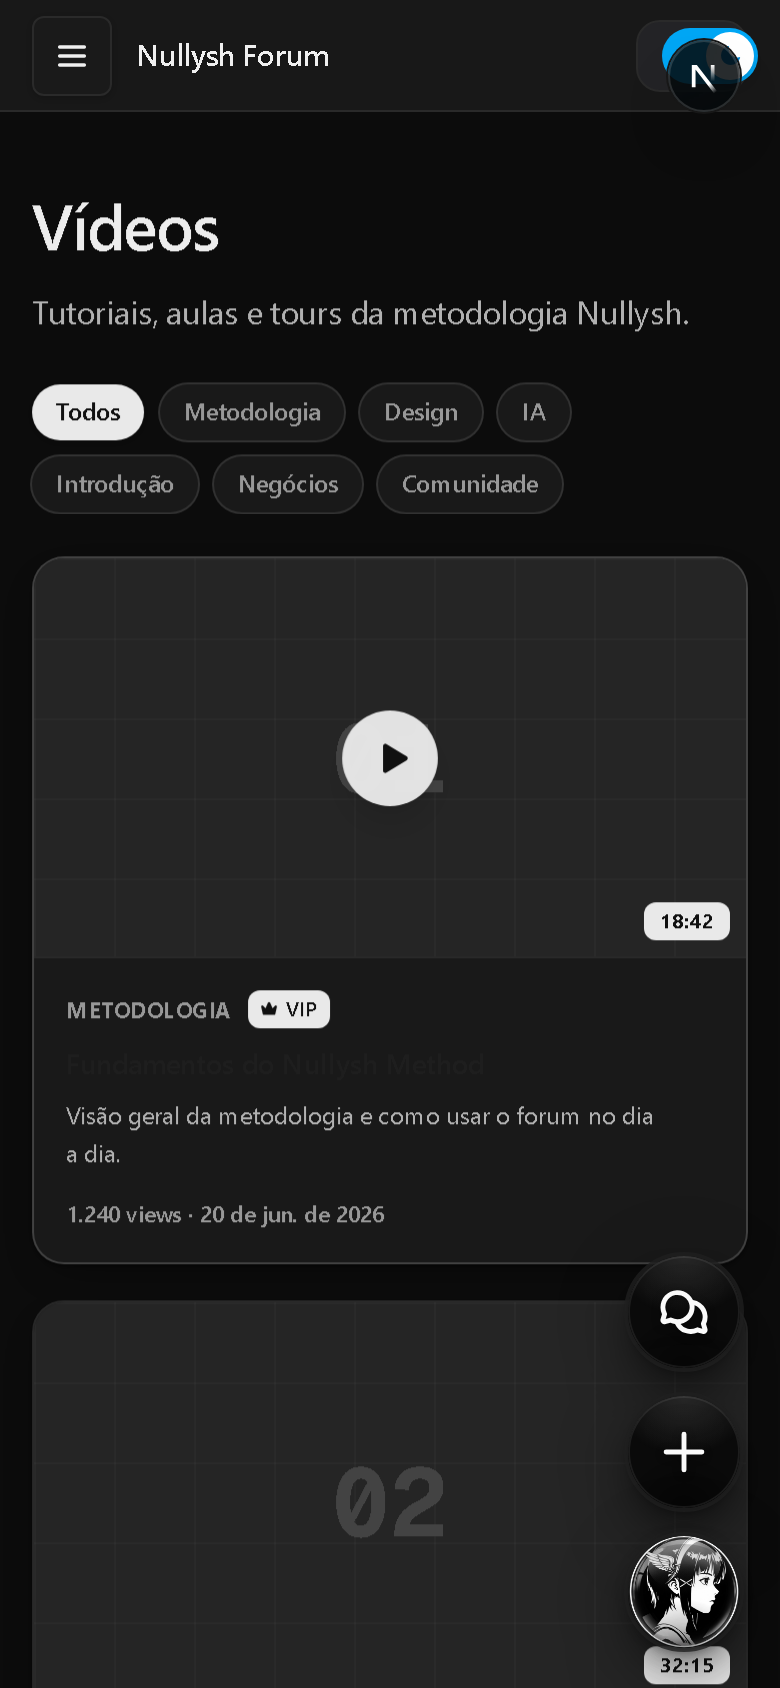 Nullysh Forum
N
Vídeos
Tutoriais, aulas e tours da metodologia Nullysh.
Todos
Metodologia
Design
IA
Introdução
Negócios
Comunidade
18:42
METODOLOGIA
VIP
Fundamentos do Nullysh Method
Visão geral da metodologia e como usar o forum no dia
a dia.
1.240 views · 20 de jun. de 2026
02
32:15